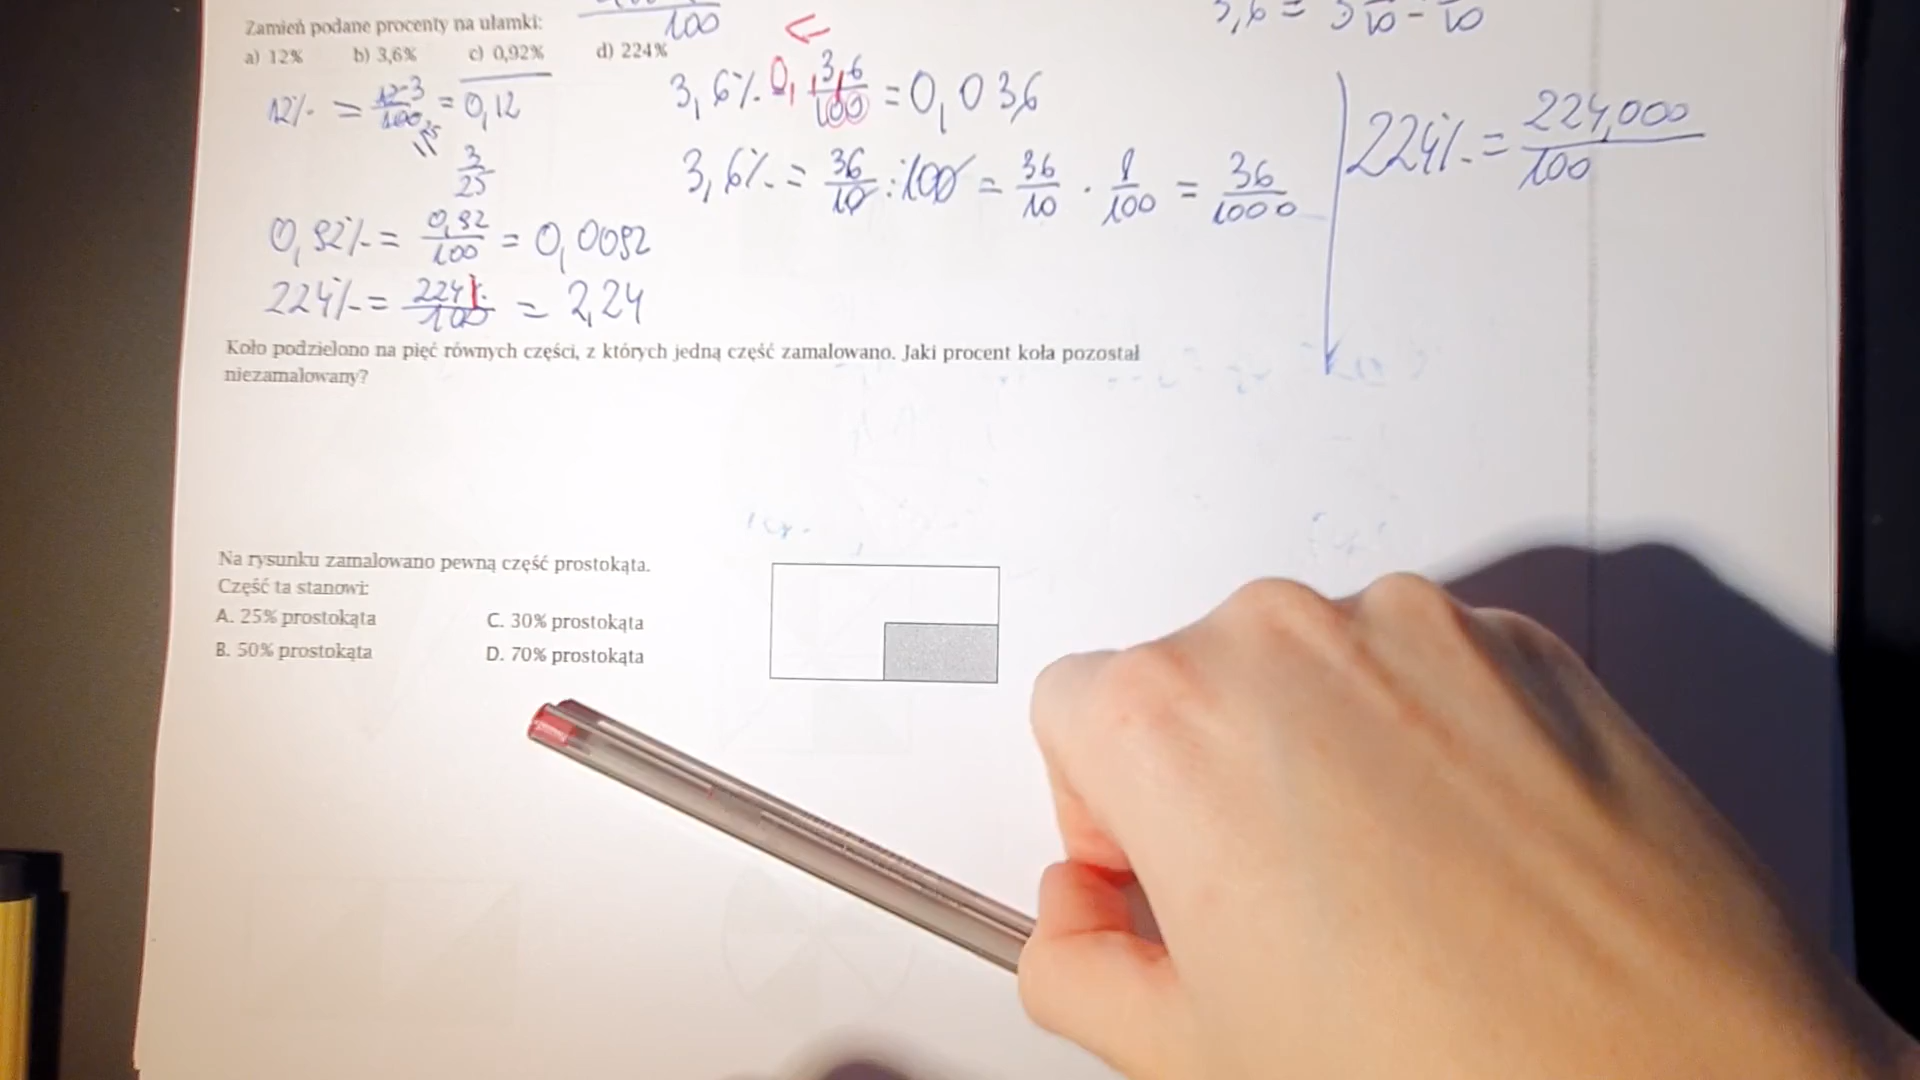 Zamień podane procenty na ułamki:
a) 12% b) 3,6% c) 0,92% d) 224%
100
3,6 =
12% = 12 3 / 100 25 = 0,12
3/25
3,6% 0, 3,6/100 = 0,036
3,6% = 36/10 : 100 = 36/10 · 1/100 = 36/1000
224% = 224,000/100
0,92% = 0,92/100 = 0,0092
224% = 224/100 = 2,24
Koło podzielono na pięć równych części, z których jedną część zamalowano. Jaki procent koła pozostał
niezamalowany?
Na rysunku zamalowano pewną część prostokąta.
Część ta stanowi:
A. 25% prostokąta C. 30% prostokąta
B. 50% prostokąta D. 70% prostokąta